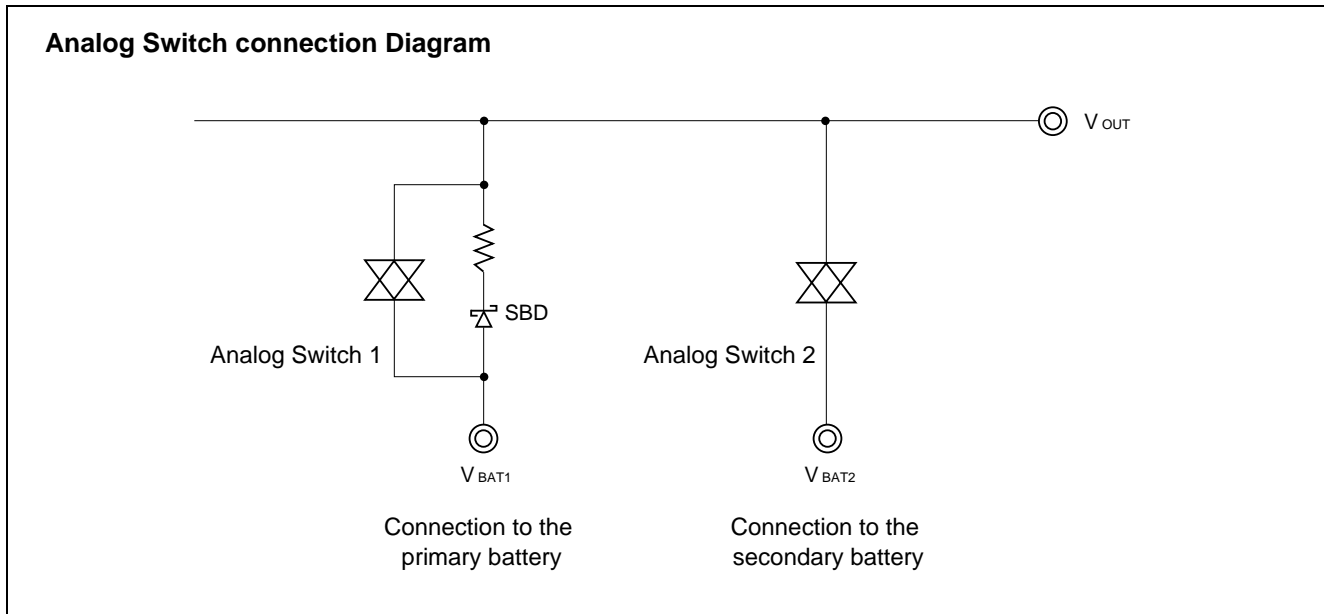 Analog Switch connection Diagram
V OUT
SBD
Analog Switch 1
Analog Switch 2
V BAT1
V BAT2
Connection to the
primary battery
Connection to the
secondary battery